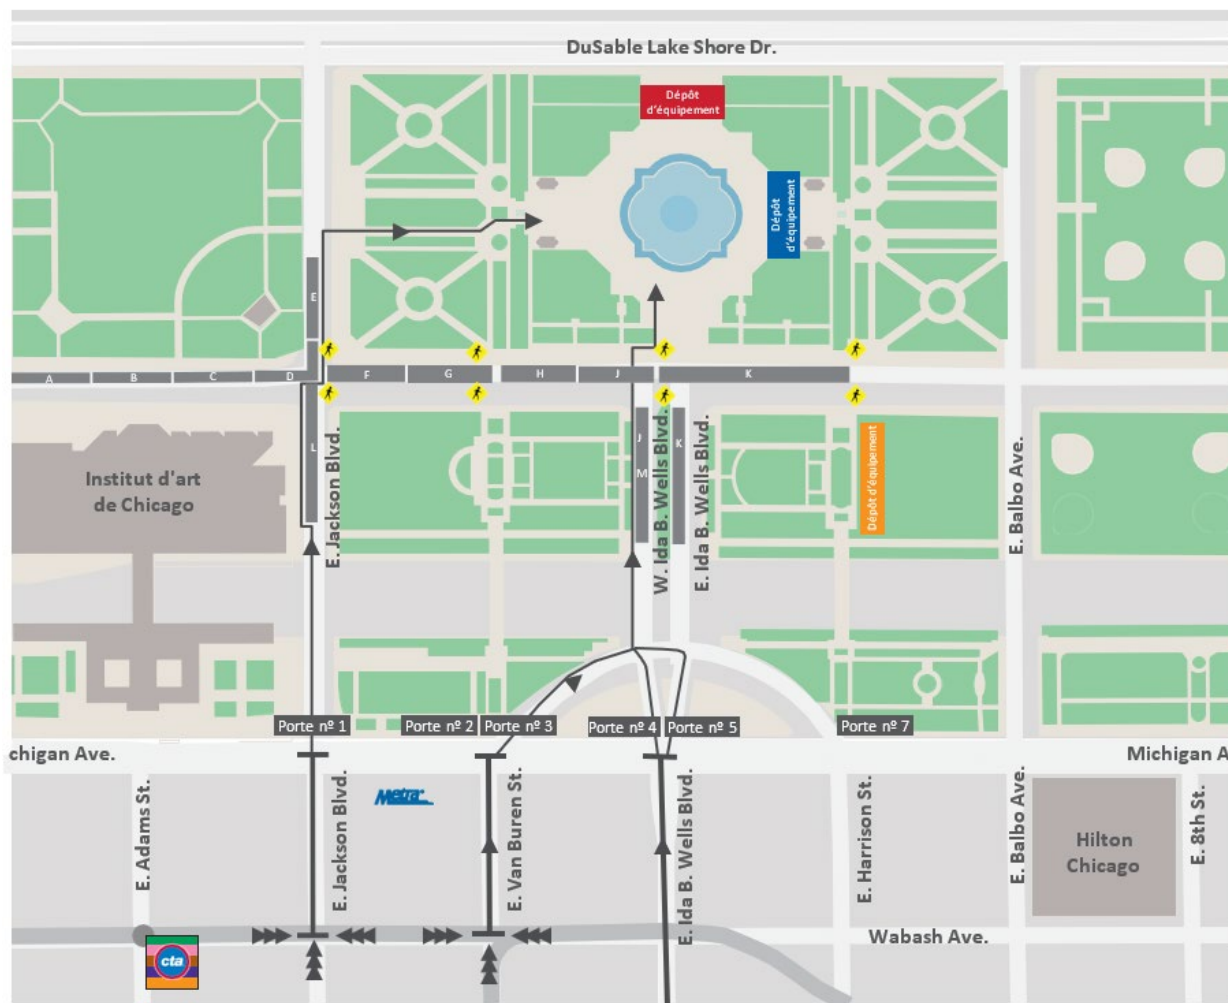 DuSable Lake Shore Dr.
Dépôt
d'équipement
Dépôt
d'équipement
E
A
B
C
D
F
G
H
J
K
L
J
M
K
Institut d'art
de Chicago
E. Jackson Blvd.
W. Ida B. Wells Blvd.
E. Ida B. Wells Blvd.
Dépôt d'équipement
E. Balbo Ave.
Porte nº 1
Porte nº 2
Porte nº 3
Porte nº 4
Porte nº 5
Porte nº 7
chigan Ave.
Michigan A
E. Adams St.
E. Jackson Blvd.
Metra
E. Van Buren St.
E. Ida B. Wells Blvd.
E. Harrison St.
E. Balbo Ave.
Hilton
Chicago
E. 8th St.
cta
Wabash Ave.